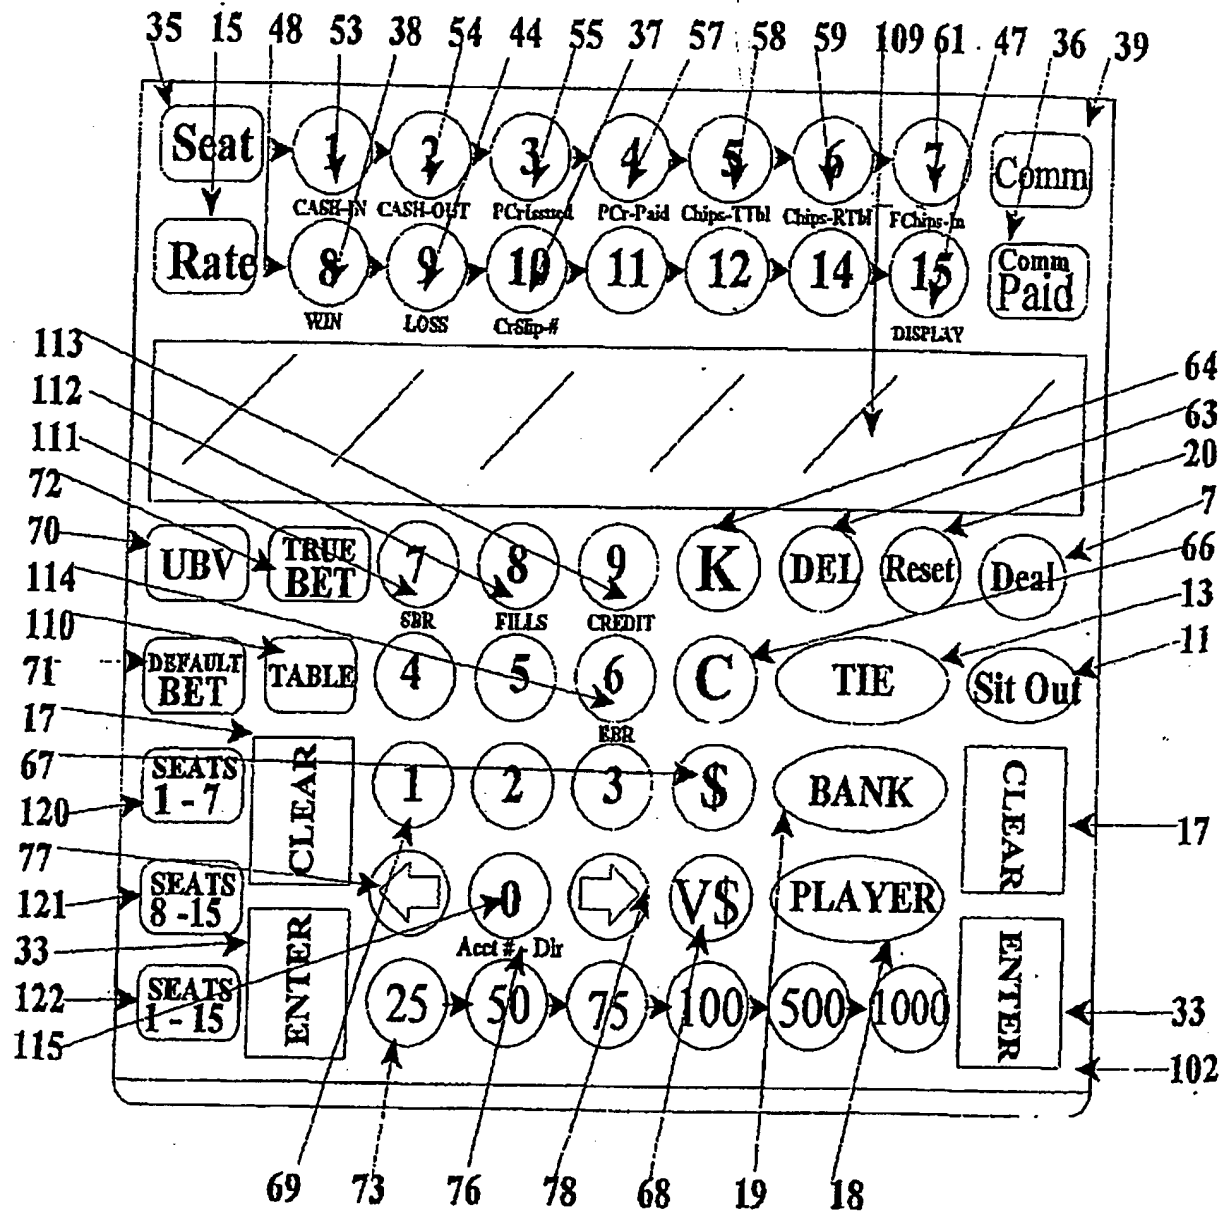 35 15 48 53 38 54 44 55 37 57 58 59 109 61 47 36 39
Seat 1 2 3 4 5 6 7 Comm
CASH-IN CASH-OUT PCrIssued PCr-Paid Chips-TTbl Chips-RTbl FChips-In
Rate 8 9 10 11 12 14 15 Comm
Paid
WIN LOSS CrSlip-# DISPLAY
113
64
112
63
111
20
72
7
70
66
UBV TRUE
BET 7 8 9 K DEL Reset Deal
114
13
SBR FILLS CREDIT
110
11
71
DEFAULT
BET TABLE 4 5 6 C TIE Sit Out
17
EBR
67
SEATS
1 - 7 CLEAR 1 2 3 $ BANK CLEAR
120
17
77
SEATS
8 -15 0 V$ PLAYER
121
33
Acct # - Dir
122
SEATS
1 - 15 ENTER 25 50 75 100 500 1000 ENTER
33
115
102
69 73 76 78 68 19 18